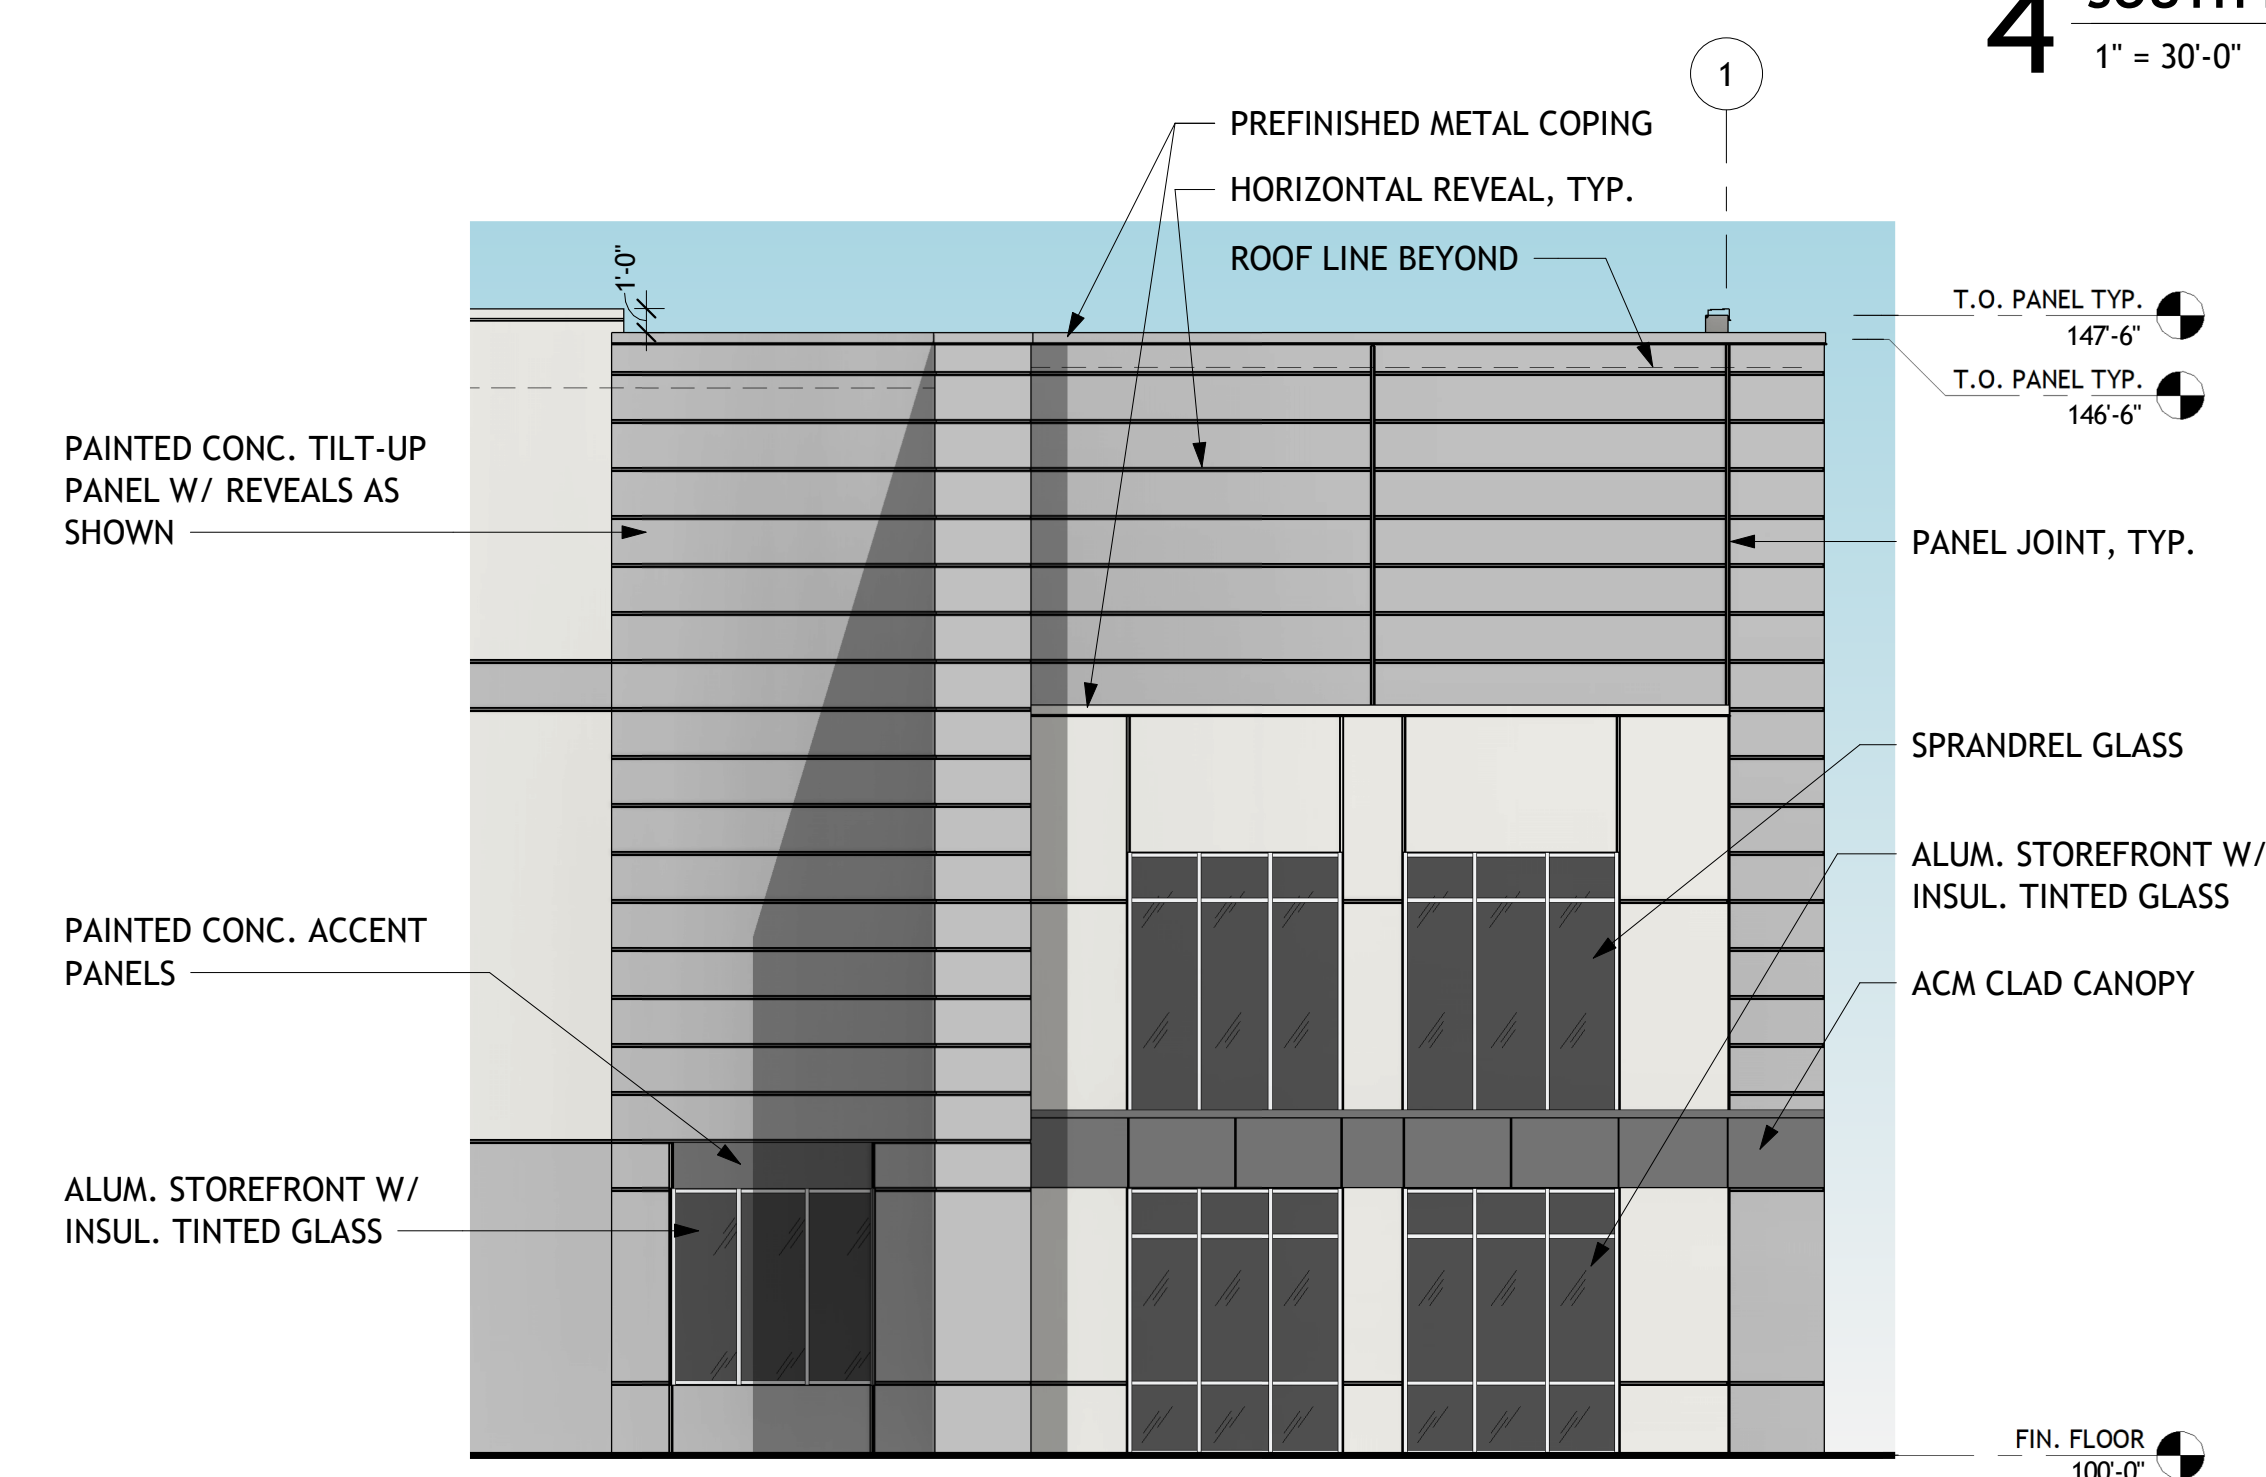 4
1" = 30'-0"
1
PREFINISHED METAL COPING
HORIZONTAL REVEAL, TYP.
ROOF LINE BEYOND
1'-0"
T.O. PANEL TYP.
147'-6"
T.O. PANEL TYP.
146'-6"
PAINTED CONC. TILT-UP
PANEL W/ REVEALS AS
SHOWN
PANEL JOINT, TYP.
SPRANDREL GLASS
ALUM. STOREFRONT W/
INSUL. TINTED GLASS
PAINTED CONC. ACCENT
PANELS
ACM CLAD CANOPY
ALUM. STOREFRONT W/
INSUL. TINTED GLASS
FIN. FLOOR
100'-0"